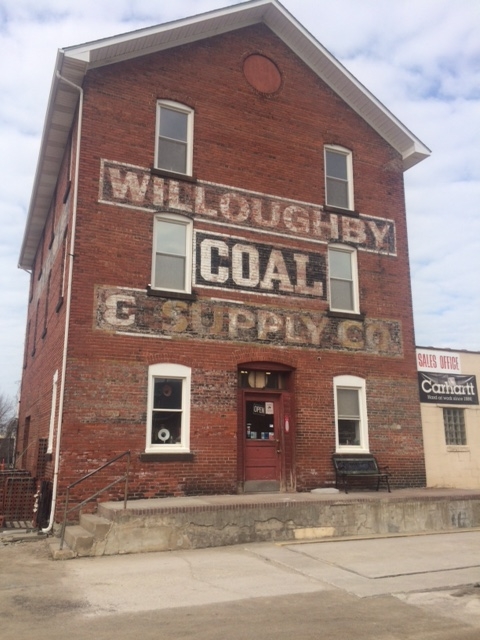 WILLOUGHBY
COAL
& SUPPLY CO.
OPEN
SALES OFFICE
Carhartt